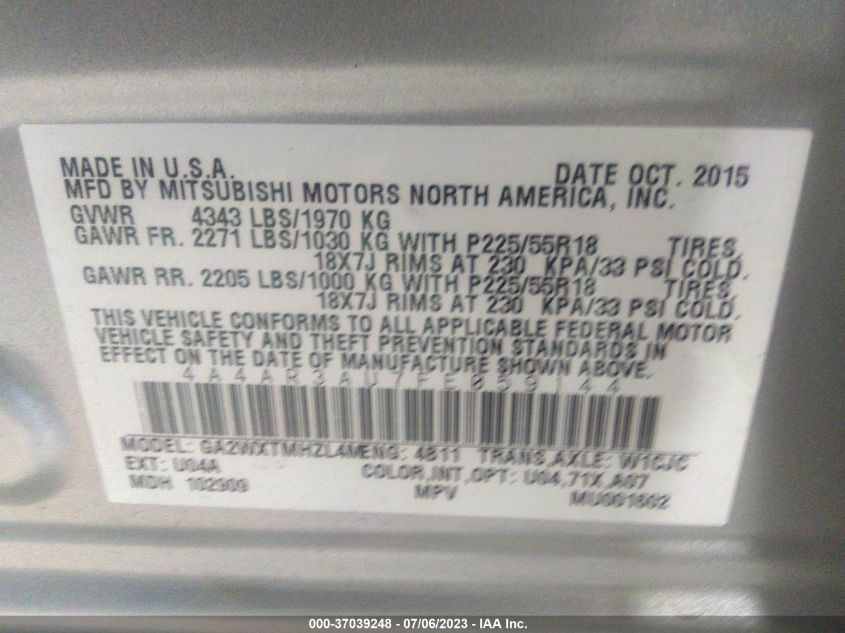 MADE IN U.S.A. DATE OCT. 2015
MFD BY MITSUBISHI MOTORS NORTH AMERICA, INC.
GVWR 4343 LBS/1970 KG
GAWR FR. 2271 LBS/1030 KG WITH P225/55R18 TIRES,
18X7J RIMS AT 230 KPA/33 PSI COLD.
GAWR RR. 2205 LBS/1000 KG WITH P225/55R18 TIRES,
18X7J RIMS AT 230 KPA/33 PSI COLD.
THIS VEHICLE CONFORMS TO ALL APPLICABLE FEDERAL MOTOR
VEHICLE SAFETY AND THEFT PREVENTION STANDARDS IN
EFFECT ON THE DATE OF MANUFACTURE SHOWN ABOVE.
4A4AR3AU7FE059144
MODEL: GA2WXTMHZL4M ENG: 4B11 TRANS,AXLE: W1CJC
EXT: U04A COLOR,INT,OPT: U04,71X,A07
MDH 102909 MPV MU001802
000-37039248 - 07/06/2023 - IAA Inc.